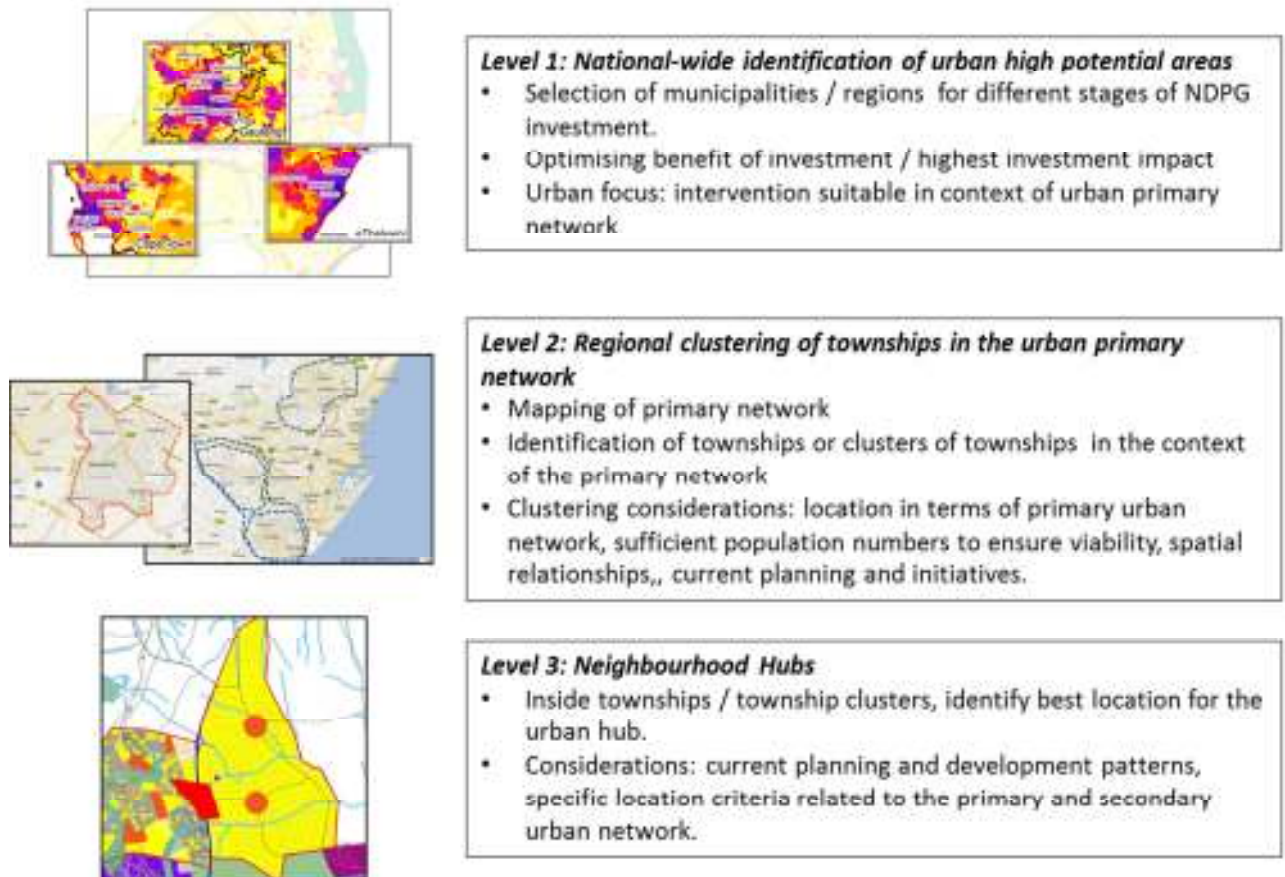 Gauteng
Cape Town
eThekwini
Level 1: National-wide identification of urban high potential areas
• Selection of municipalities / regions for different stages of NDPG
investment.
• Optimising benefit of investment / highest investment impact
• Urban focus: intervention suitable in context of urban primary
network
Level 2: Regional clustering of townships in the urban primary
network
• Mapping of primary network
• Identification of townships or clusters of townships in the context
of the primary network
• Clustering considerations: location in terms of primary urban
network, sufficient population numbers to ensure viability, spatial
relationships,, current planning and initiatives.
Level 3: Neighbourhood Hubs
• Inside townships / township clusters, identify best location for the
urban hub.
• Considerations: current planning and development patterns,
specific location criteria related to the primary and secondary
urban network.